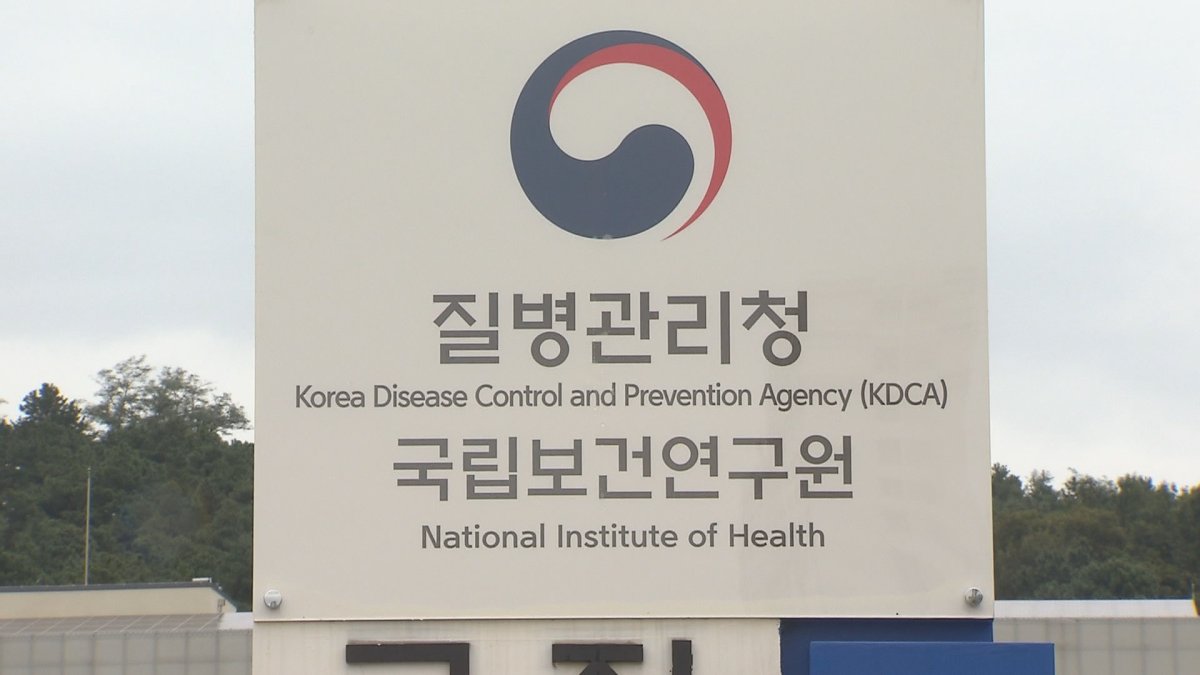 질병관리청
Korea Disease Control and Prevention Agency (KDCA)
국립보건연구원
National Institute of Health